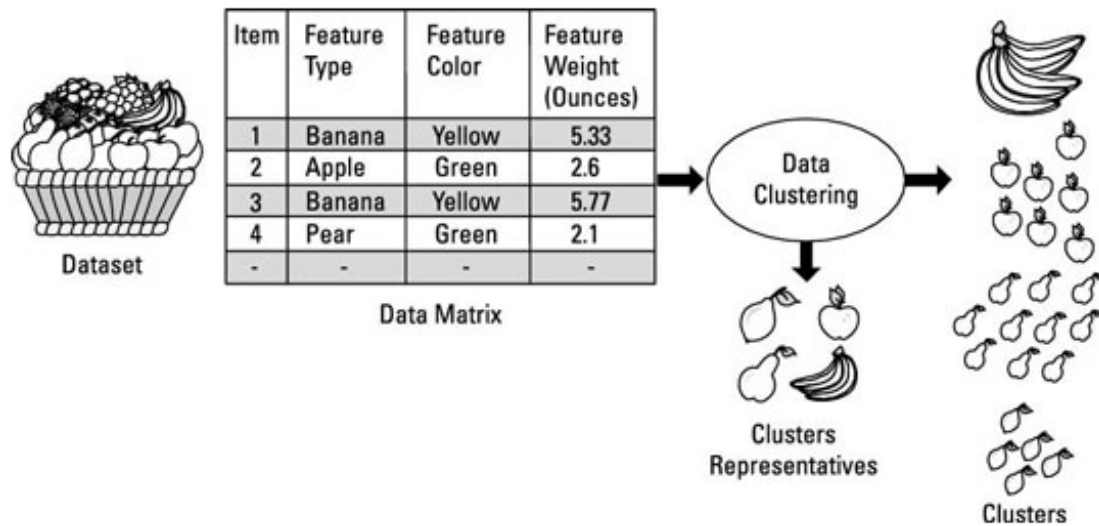 Item Feature Type Feature Color Feature Weight (Ounces)
1 Banana Yellow 5.33
2 Apple Green 2.6
3 Banana Yellow 5.77
4 Pear Green 2.1
- - - -
Dataset
Data Matrix
Data
Clustering
Clusters
Representatives
Clusters